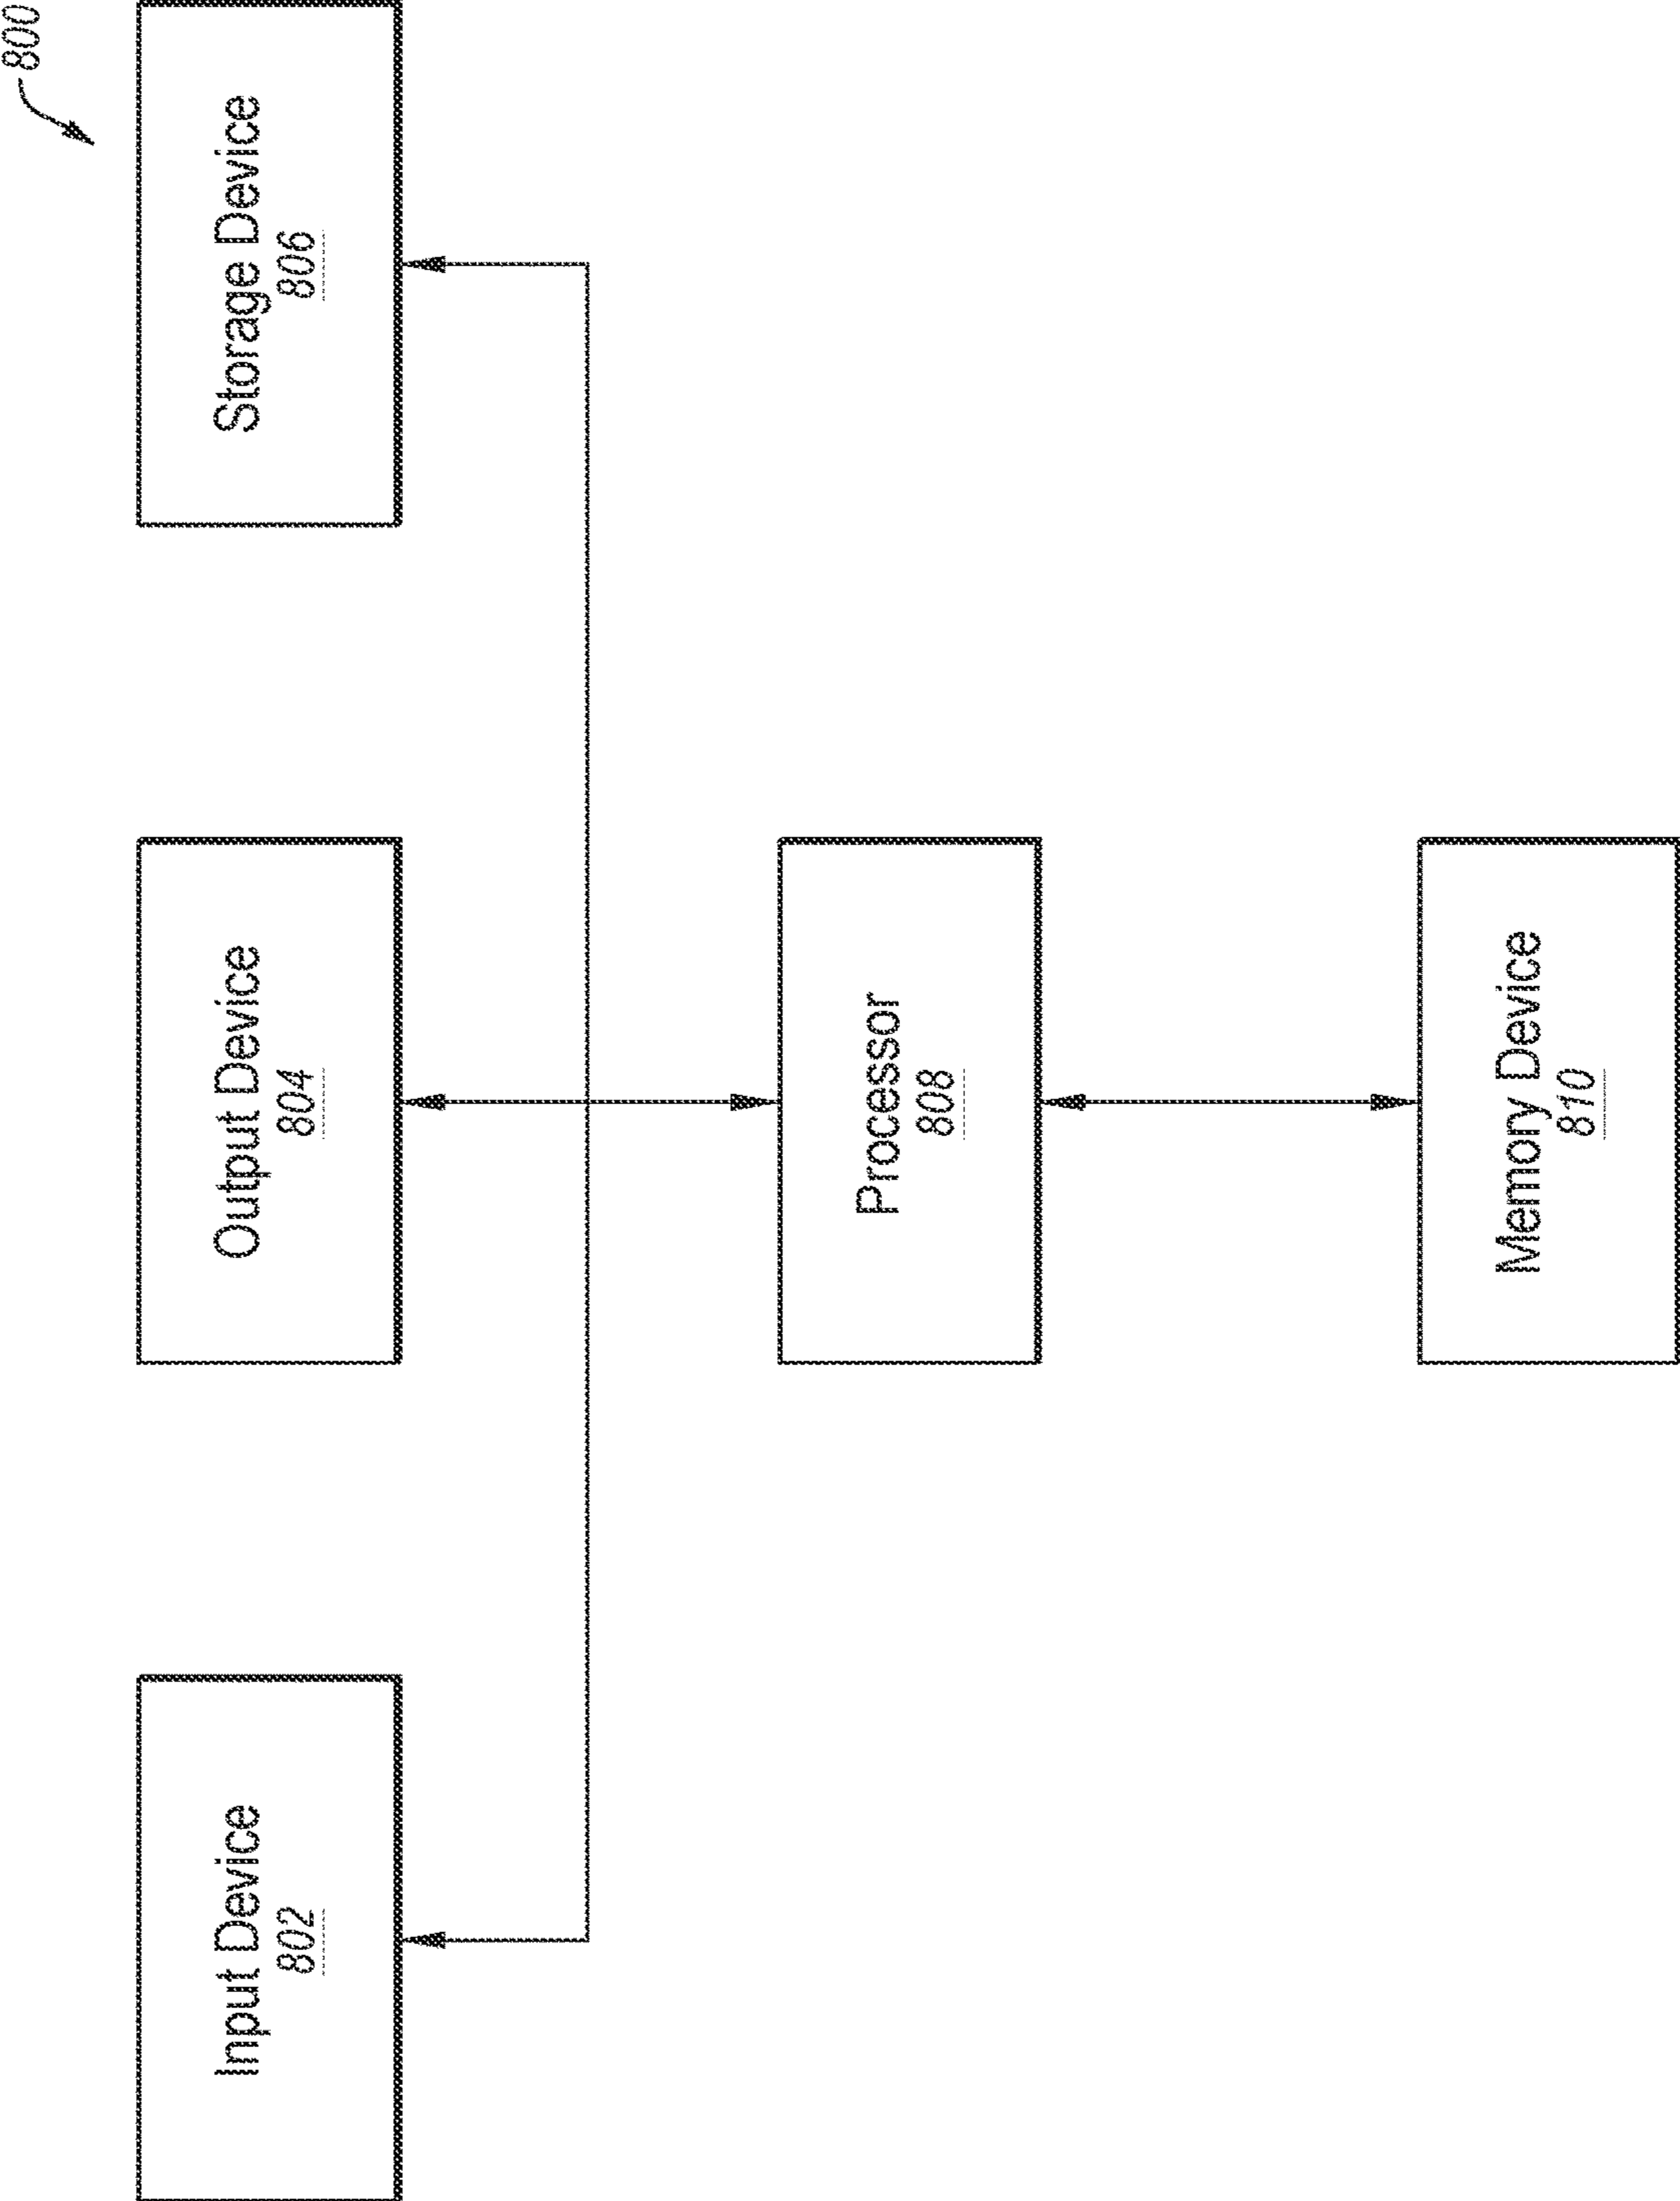 800
Input Device
802
Output Device
804
Storage Device
806
Processor
808
Memory Device
810